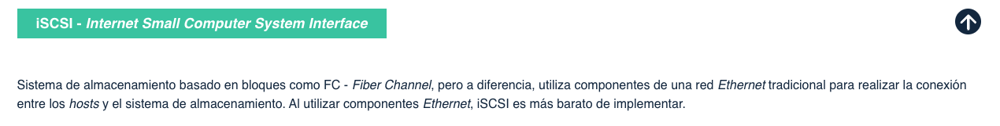 iSCSI - Internet Small Computer System Interface
Sistema de almacenamiento basado en bloques como FC - Fiber Channel, pero a diferencia, utiliza componentes de una red Ethernet tradicional para realizar la conexión
entre los hosts y el sistema de almacenamiento. Al utilizar componentes Ethernet, iSCSI es más barato de implementar.